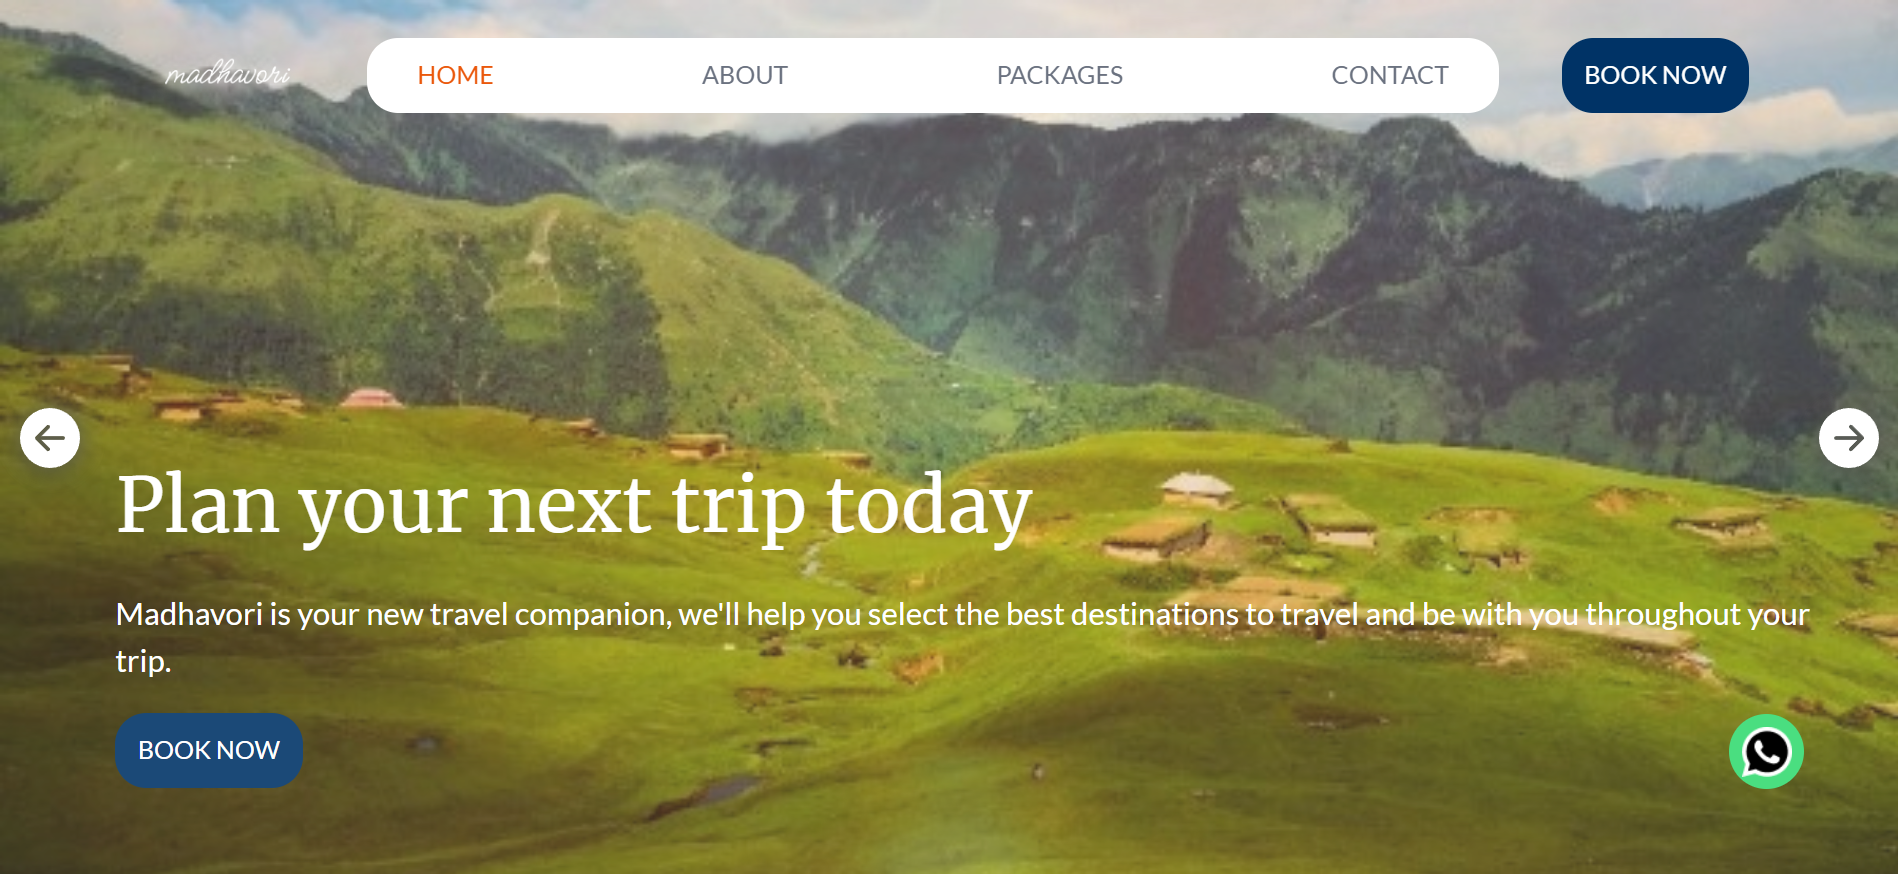 madhavori
HOME
ABOUT
PACKAGES
CONTACT
BOOK NOW
Plan your next trip today
Madhavori is your new travel companion, we'll help you select the best destinations to travel and be with you throughout your
trip.
BOOK NOW